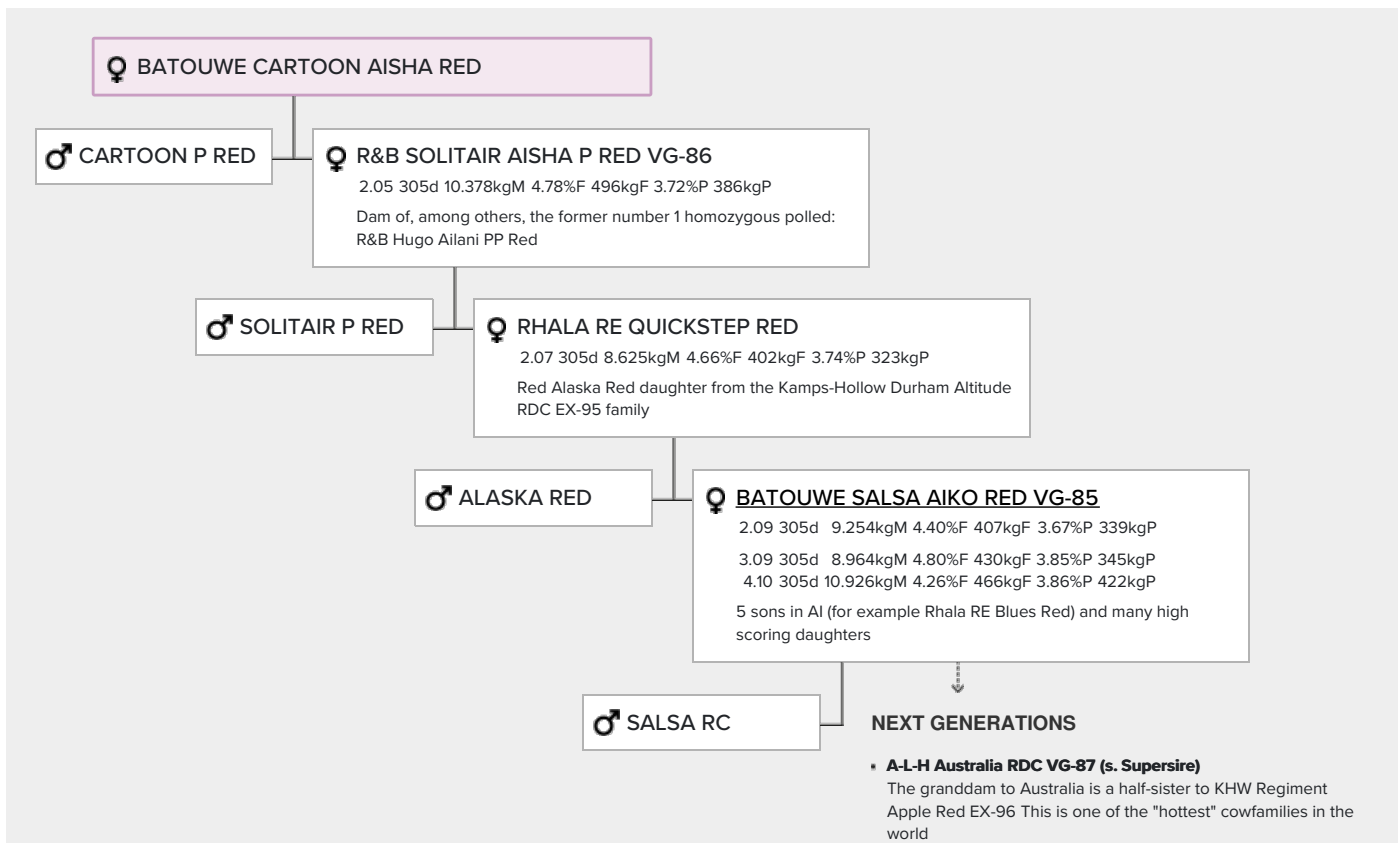 BATOUWE CARTOON AISHA RED
CARTOON P RED
R&B SOLITAIR AISHA P RED VG-86
2.05 305d 10.378kgM 4.78%F 496kgF 3.72%P 386kgP
Dam of, among others, the former number 1 homozygous polled:
R&B Hugo Ailani PP Red
SOLITAIR P RED
RHALA RE QUICKSTEP RED
2.07 305d 8.625kgM 4.66%F 402kgF 3.74%P 323kgP
Red Alaska Red daughter from the Kamps-Hollow Durham Altitude
RDC EX-95 family
ALASKA RED
BATOUWE SALSA AIKO RED VG-85
2.09 305d 9.254kgM 4.40%F 407kgF 3.67%P 339kgP
3.09 305d 8.964kgM 4.80%F 430kgF 3.85%P 345kgP
4.10 305d 10.926kgM 4.26%F 466kgF 3.86%P 422kgP
5 sons in AI (for example Rhala RE Blues Red) and many high
scoring daughters
SALSA RC
NEXT GENERATIONS
A-L-H Australia RDC VG-87 (s. Supersire)
The granddam to Australia is a half-sister to KHW Regiment
Apple Red EX-96 This is one of the "hottest" cowfamilies in the
world